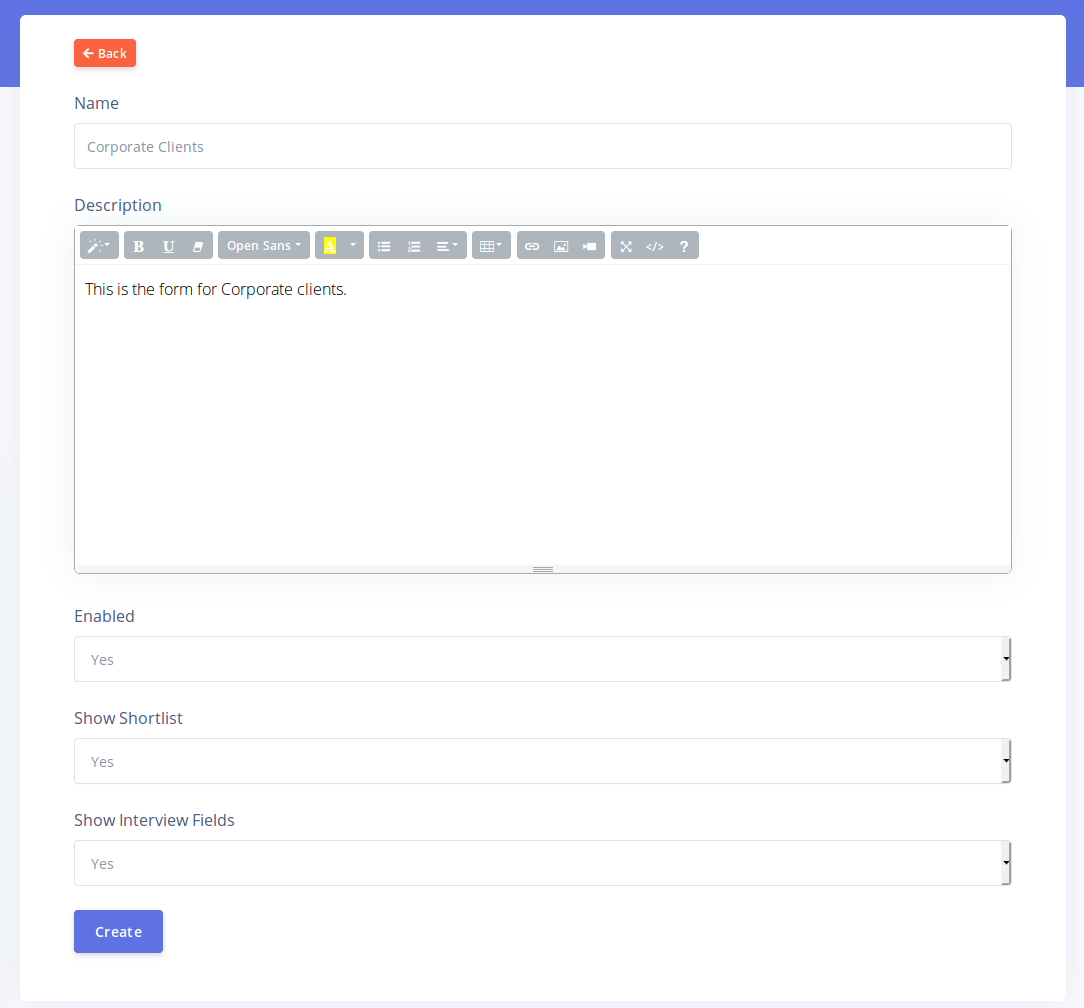 Back
Name
Corporate Clients
Description
B U Open Sans A </> ?
This is the form for Corporate clients.
Enabled
Yes
Show Shortlist
Yes
Show Interview Fields
Yes
Create